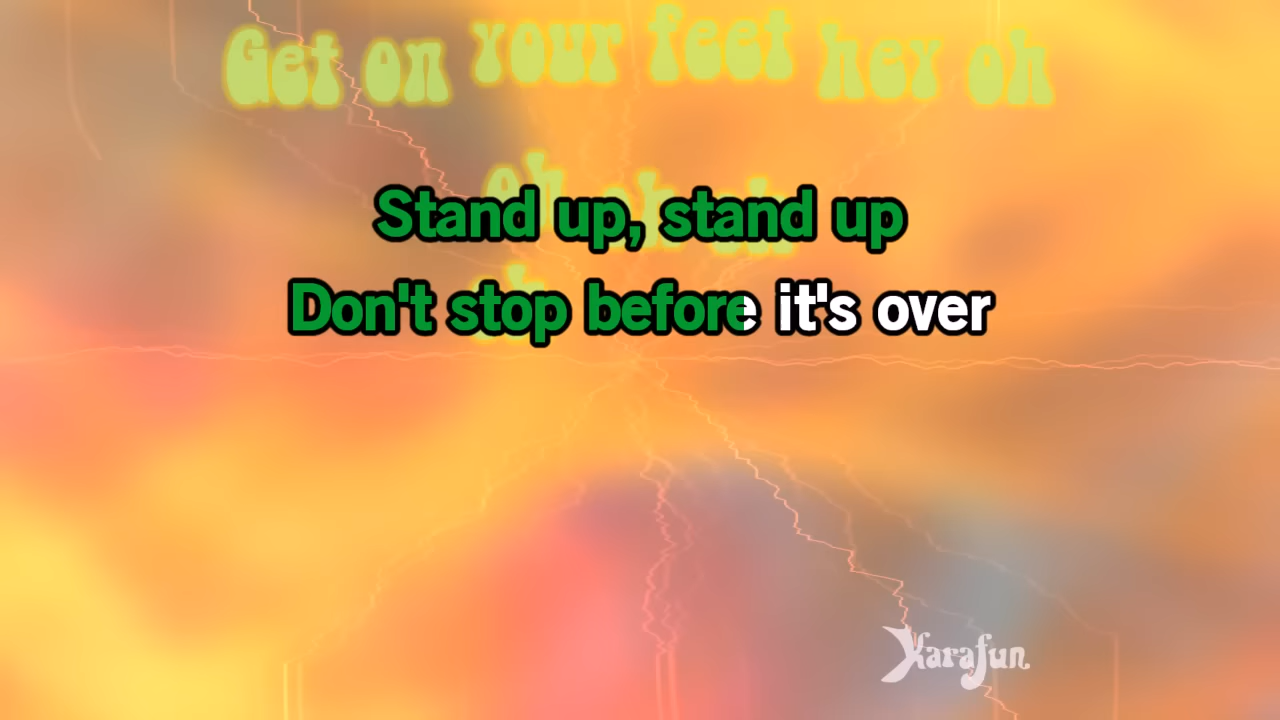 Get on your feet hey oh
oh oh oh
Stand up, stand up
Don't stop before it's over
Karafun